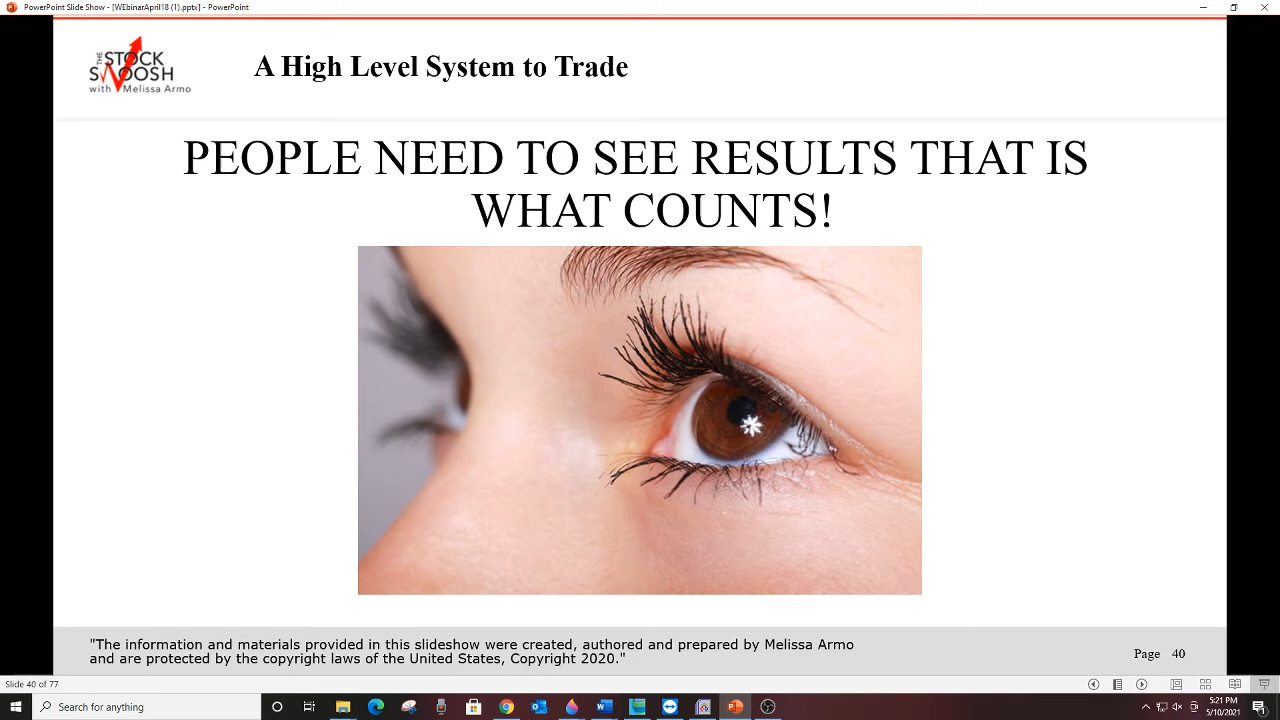 PowerPoint Slide Show - [WEbinarApril18 (1).pptx] - PowerPoint
THE
STOCK
SWOOSH
with Melissa Armo
A High Level System to Trade
PEOPLE NEED TO SEE RESULTS THAT IS
WHAT COUNTS!
"The information and materials provided in this slideshow were created, authored and prepared by Melissa Armo
and are protected by the copyright laws of the United States, Copyright 2020."
Page 40
Slide 40 of 77
Search for anything
5:21 PM
5/10/2021